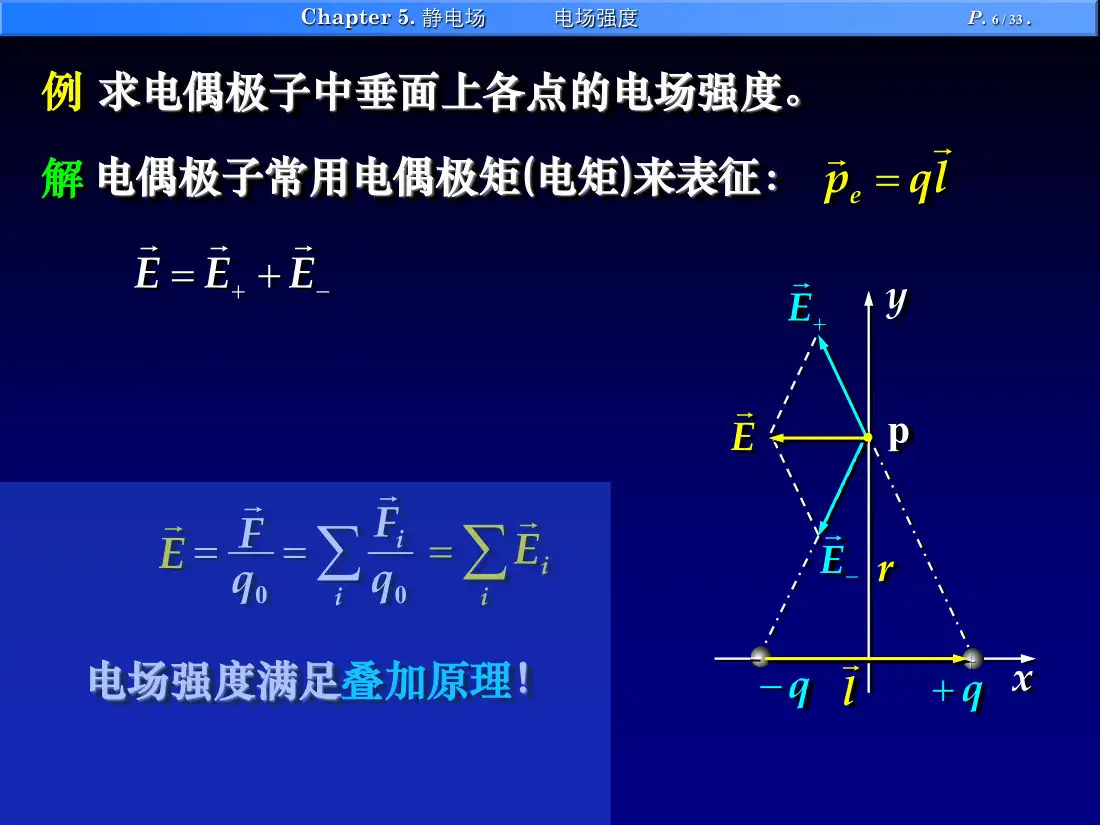 Chapter 5. 静电场 电场强度 P. 6 / 33 .
例 求电偶极子中垂面上各点的电场强度。
解 电偶极子常用电偶极矩(电矩)来表征： p⃗ₑ = q l⃗
E⃗ = E⃗₊ + E⃗₋
E⃗₊ y
E⃗ p
E⃗ = F⃗/q₀ = ∑ᵢ F⃗ᵢ/q₀ = ∑ᵢ E⃗ᵢ
E⃗₋ r
电场强度满足叠加原理！
−q l⃗ +q x